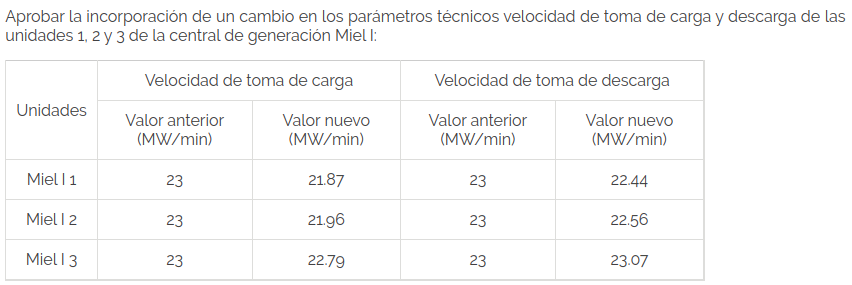 Aprobar la incorporación de un cambio en los parámetros técnicos velocidad de toma de carga y descarga de las
unidades 1, 2 y 3 de la central de generación Miel I:
Unidades
Velocidad de toma de carga
Velocidad de toma de descarga
Valor anterior
(MW/min)
Valor nuevo
(MW/min)
Valor anterior
(MW/min)
Valor nuevo
(MW/min)
Miel I 1 23 21.87 23 22.44
Miel I 2 23 21.96 23 22.56
Miel I 3 23 22.79 23 23.07